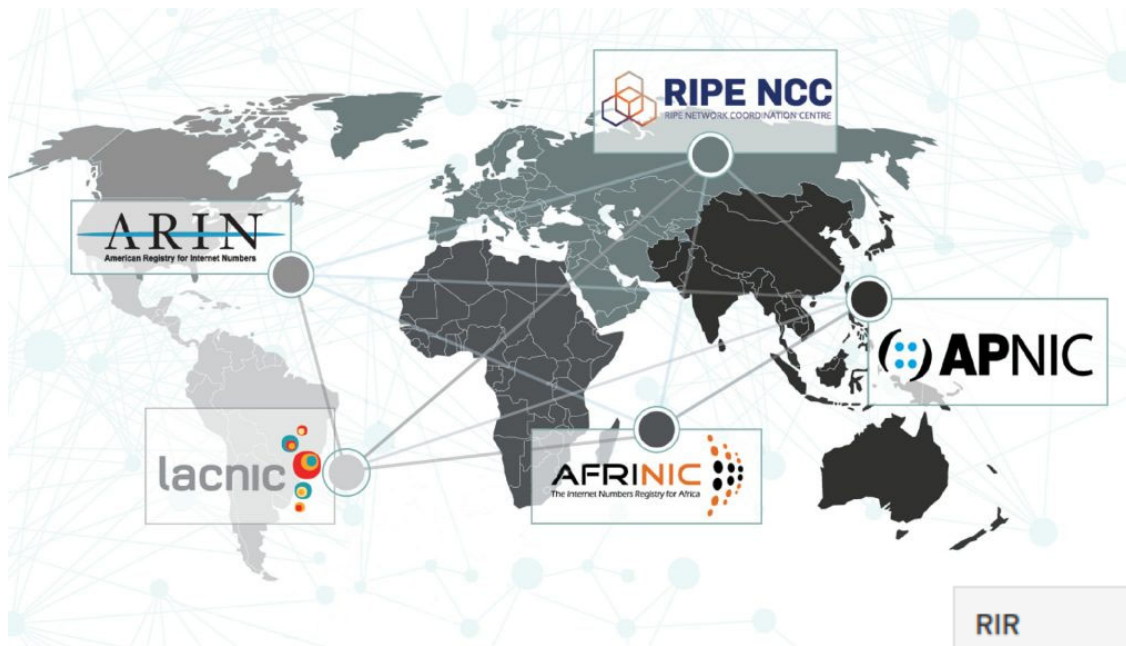 RIPE NCC
RIPE NETWORK COORDINATION CENTRE
ARIN
American Registry for Internet Numbers
APNIC
lacnic
AFRINIC
The Internet Numbers Registry for Africa
RIR